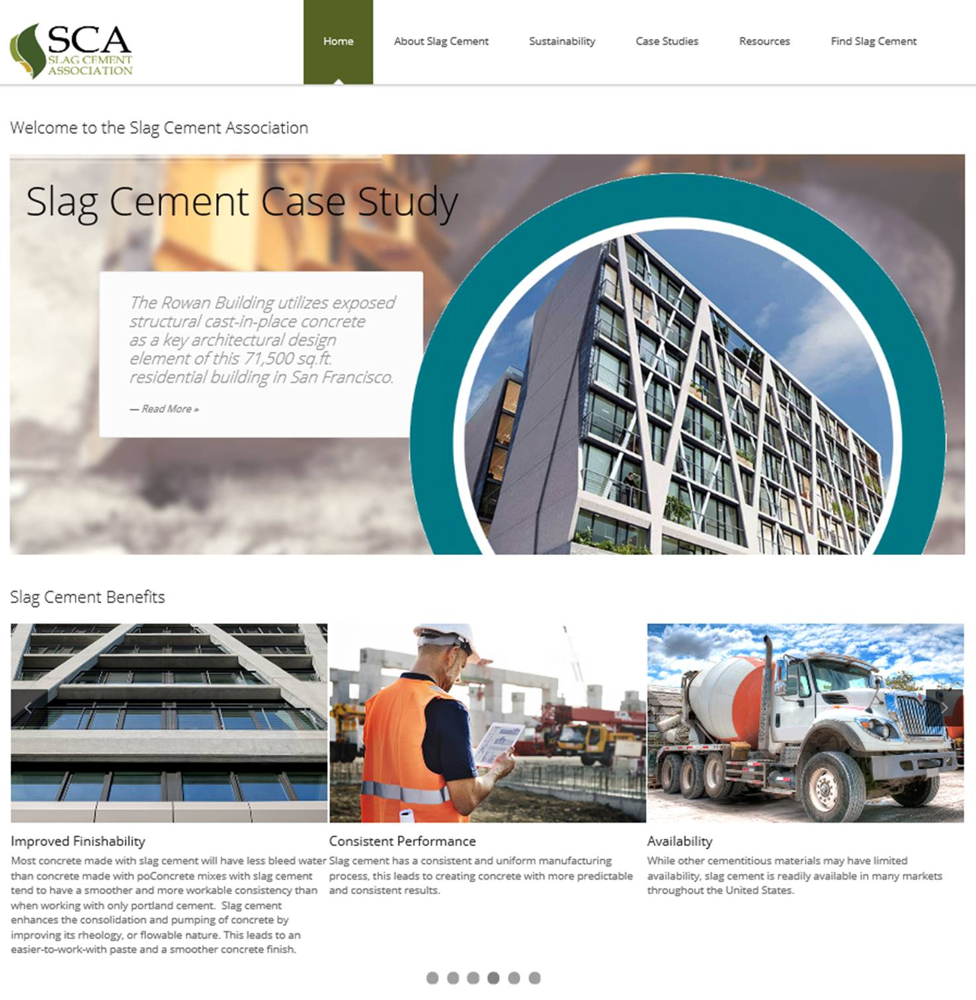 SCA
SLAG CEMENT
ASSOCIATION
Home
About Slag Cement
Sustainability
Case Studies
Resources
Find Slag Cement
Welcome to the Slag Cement Association
Slag Cement Case Study
The Rowan Building utilizes exposed
structural cast-in-place concrete
as a key architectural design
element of this 71,500 sq.ft.
residential building in San Francisco.
— Read More »
Slag Cement Benefits
Improved Finishability
Most concrete made with slag cement will have less bleed water
than concrete made with poConcrete mixes with slag cement
tend to have a smoother and more workable consistency than
when working with only portland cement.  Slag cement
enhances the consolidation and pumping of concrete by
improving its rheology, or flowable nature. This leads to an
easier-to-work-with paste and a smoother concrete finish.
Consistent Performance
Slag cement has a consistent and uniform manufacturing
process, this leads to creating concrete with more predictable
and consistent results.
Availability
While other cementitious materials may have limited
availability, slag cement is readily available in many markets
throughout the United States.